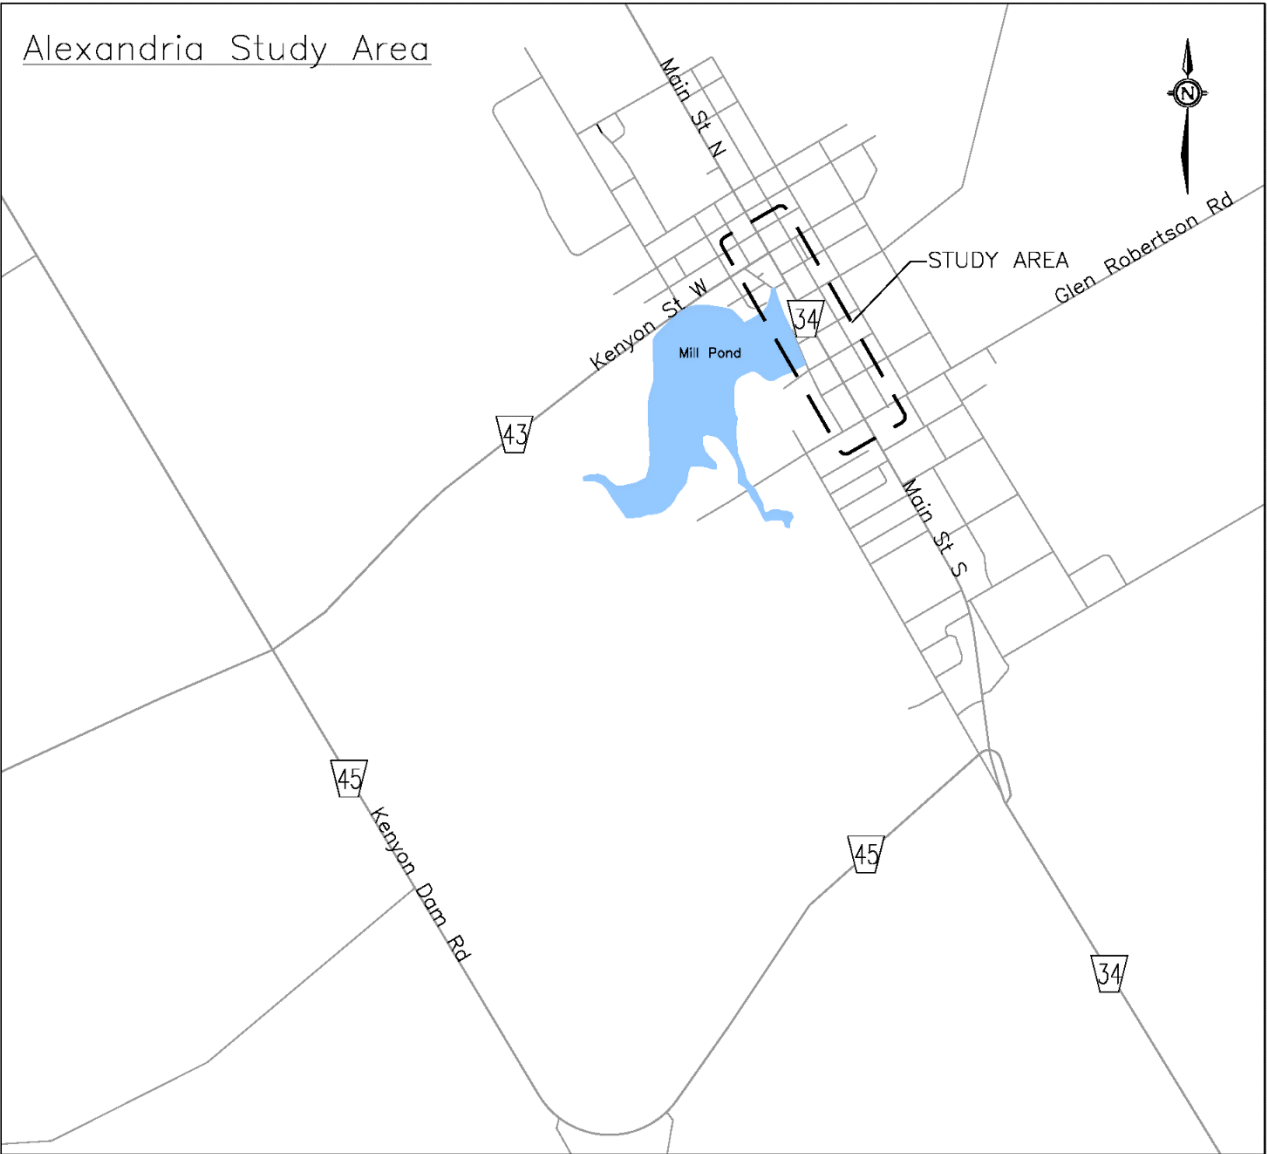 Alexandria Study Area
Main St N
N
Glen Robertson Rd
STUDY AREA
Kenyon St W
34
Mill Pond
43
Main St S
45
Kenyon Dam Rd
45
34